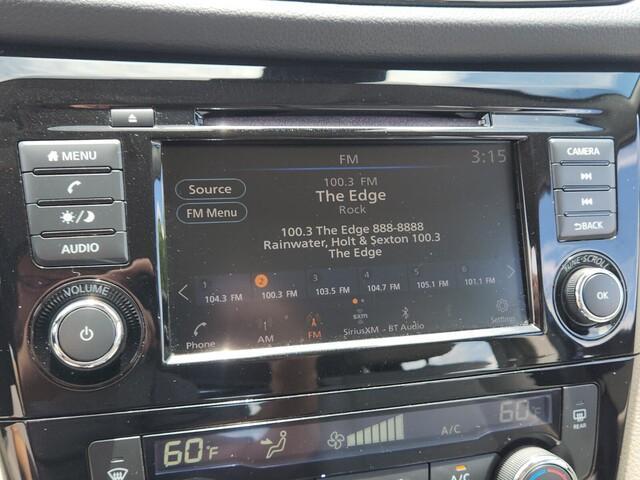 MENU
AUDIO
VOLUME
FM
3:15
Source
FM Menu
100.3 FM
The Edge
Rock
100.3 The Edge 888-8888
Rainwater, Holt & Sexton 100.3
The Edge
1 2 3 4 5 6
104.3 FM 100.3 FM 103.5 FM 104.7 FM 105.1 FM 101.1 FM
Phone
AM
FM
sxm
SiriusXM
BT Audio
Settings
CAMERA
BACK
TUNE·SCROLL
OK
60°F
A/C
60°F
REAR
A/C